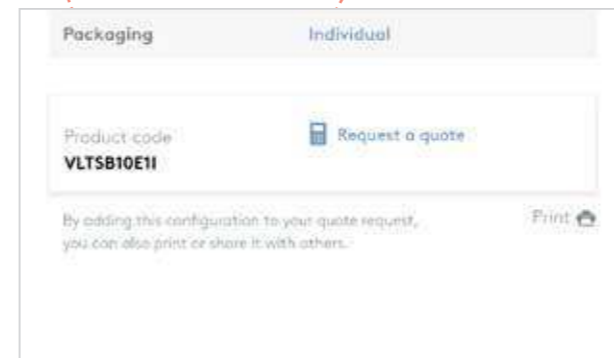 Packaging Individual
Product code Request a quote
VLTSB10E1I
By adding this configuration to your quote request, Print
you can also print or share it with others.